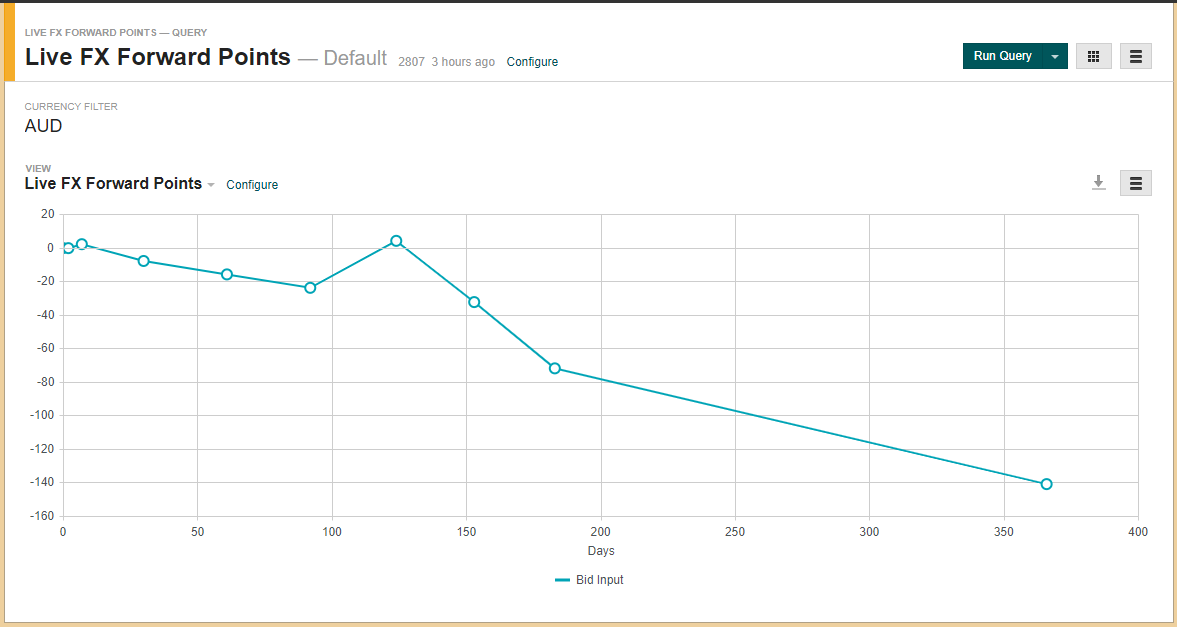 LIVE FX FORWARD POINTS — QUERY
Live FX Forward Points — Default 2807 3 hours ago Configure
Run Query
CURRENCY FILTER
AUD
VIEW
Live FX Forward Points Configure
20
0
-20
-40
-60
-80
-100
-120
-140
-160
0 50 100 150 200 250 300 350 400
Days
Bid Input